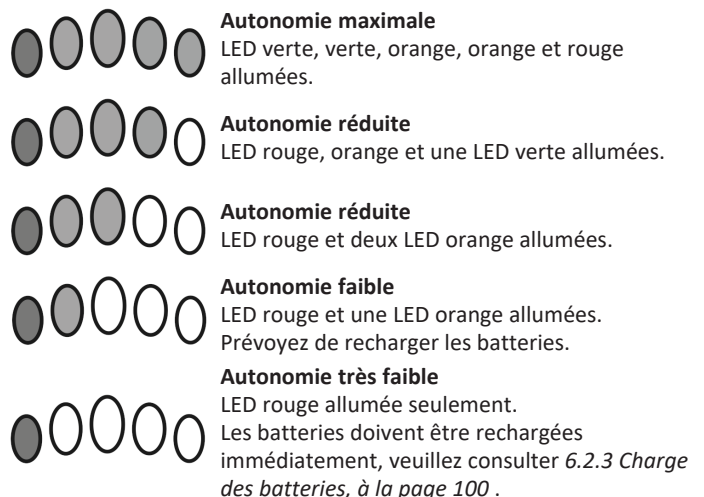 Autonomie maximale
LED verte, verte, orange, orange et rouge
allumées.
Autonomie réduite
LED rouge, orange et une LED verte allumées.
Autonomie réduite
LED rouge et deux LED orange allumées.
Autonomie faible
LED rouge et une LED orange allumées.
Prévoyez de recharger les batteries.
Autonomie très faible
LED rouge allumée seulement.
Les batteries doivent être rechargées
immédiatement, veuillez consulter 6.2.3 Charge
des batteries, à la page 100 .